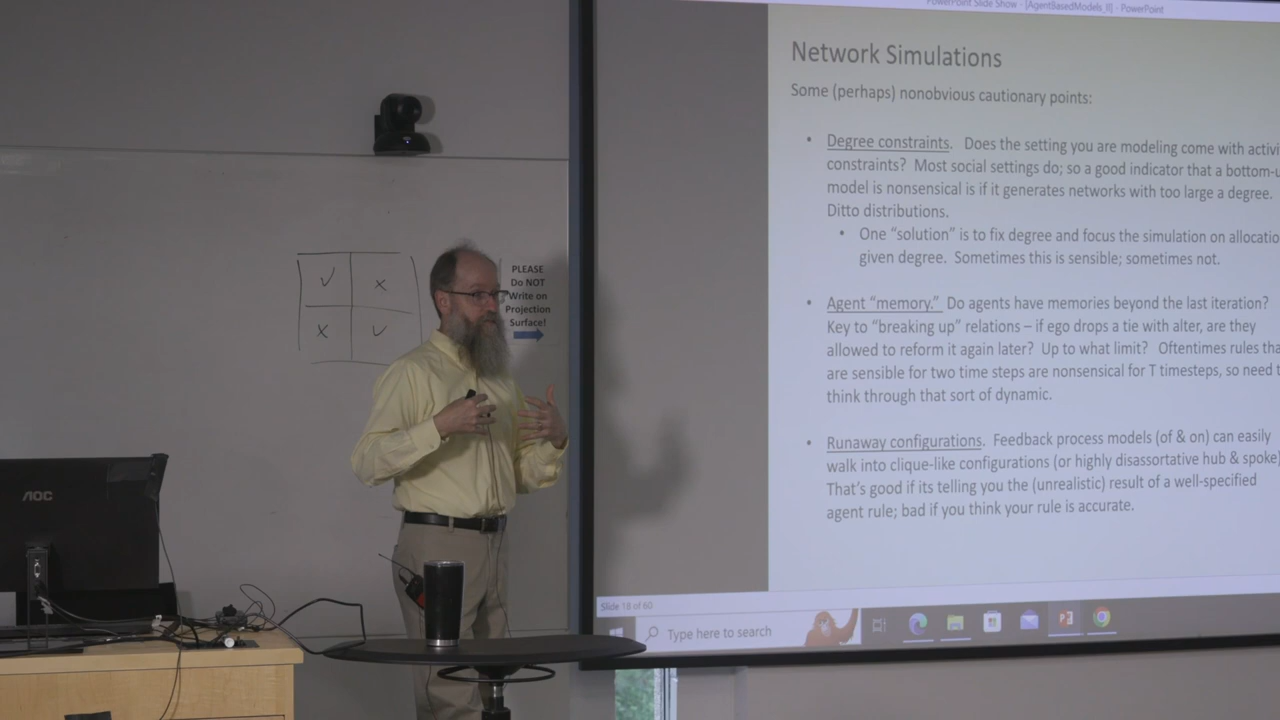 PowerPoint Slide Show - [AgentBasedModels_II] - PowerPoint
Network Simulations
Some (perhaps) nonobvious cautionary points:
• Degree constraints. Does the setting you are modeling come with activi
constraints? Most social settings do; so a good indicator that a bottom-u
model is nonsensical is if it generates networks with too large a degree.
Ditto distributions.
• One “solution” is to fix degree and focus the simulation on allocatio
given degree. Sometimes this is sensible; sometimes not.
• Agent “memory.” Do agents have memories beyond the last iteration?
Key to “breaking up” relations – if ego drops a tie with alter, are they
allowed to reform it again later? Up to what limit? Oftentimes rules tha
are sensible for two time steps are nonsensical for T timesteps, so need t
think through that sort of dynamic.
• Runaway configurations. Feedback process models (of & on) can easily
walk into clique-like configurations (or highly disassortative hub & spoke)
That’s good if its telling you the (unrealistic) result of a well-specified
agent rule; bad if you think your rule is accurate.
Slide 18 of 60
Type here to search
PLEASE
Do NOT
Write on
Projection
Surface!
✓ x
x ✓
AOC